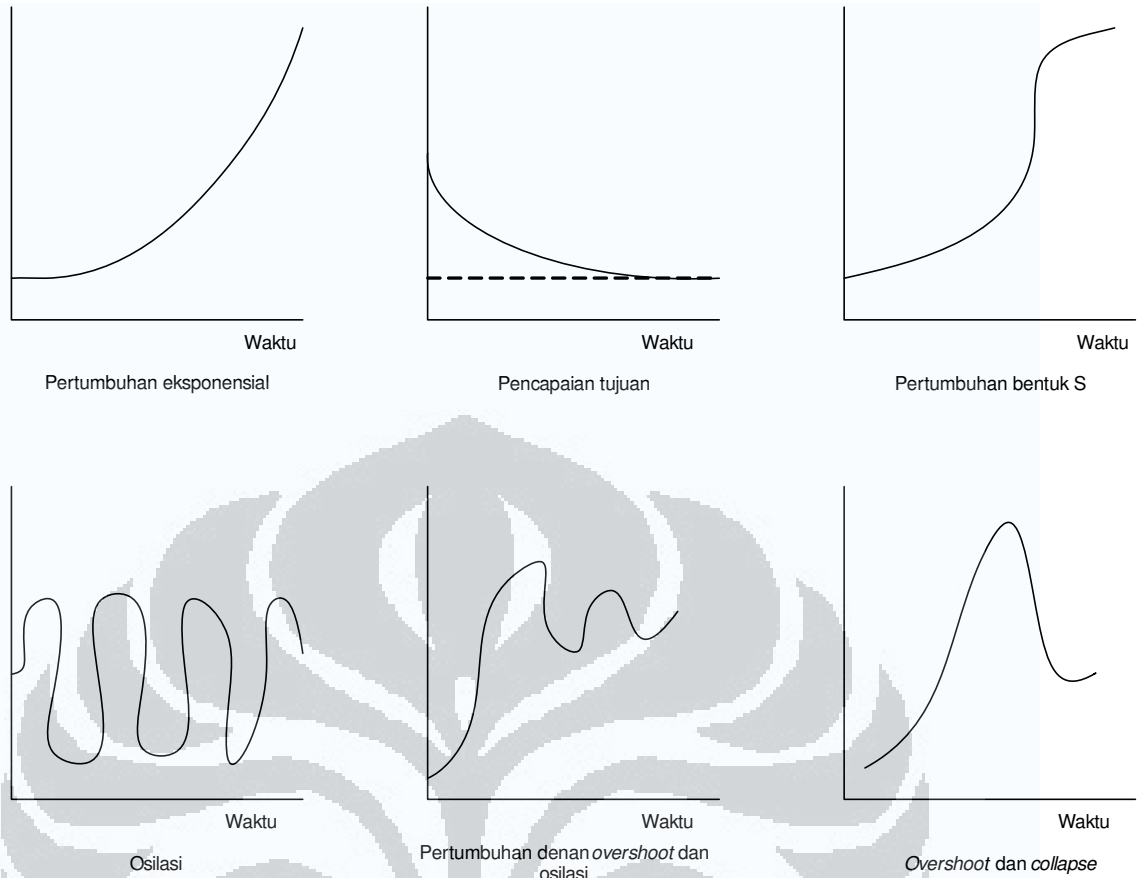 Waktu
Waktu
Waktu
Pertumbuhan eksponensial
Pencapaian tujuan
Pertumbuhan bentuk S
Waktu
Waktu
Waktu
Osilasi
Pertumbuhan denan overshoot dan
osilasi
Overshoot dan collapse